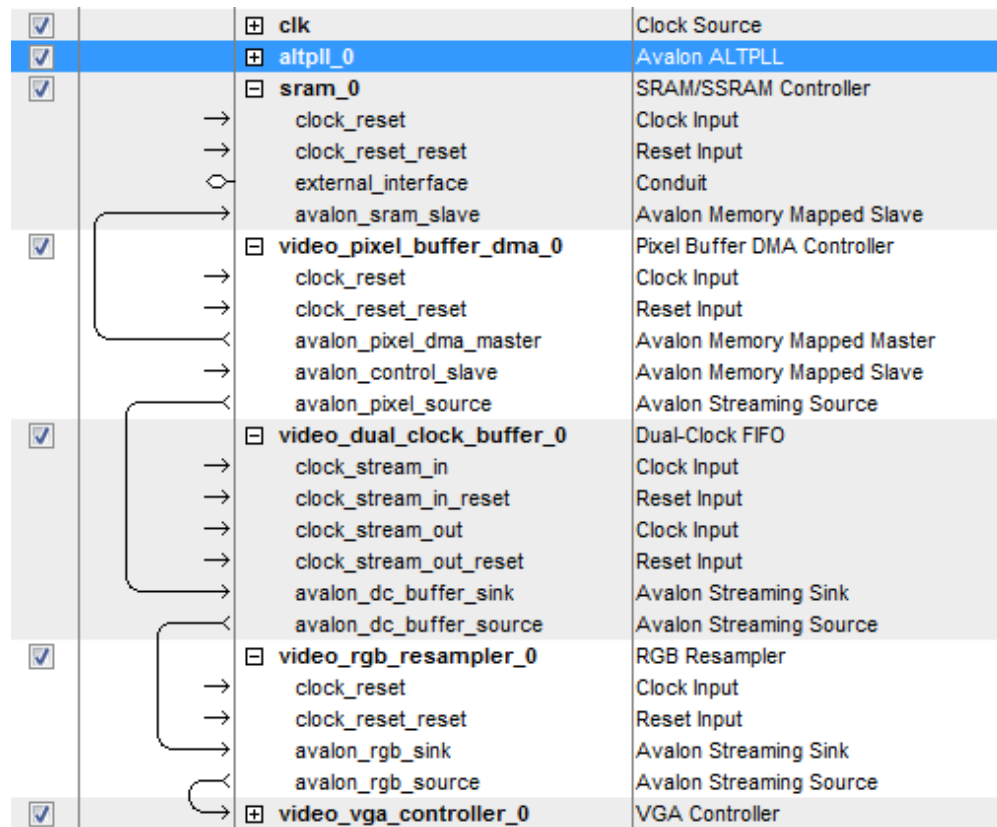 clk Clock Source
altpll_0 Avalon ALTPLL
sram_0 SRAM/SSRAM Controller
clock_reset Clock Input
clock_reset_reset Reset Input
external_interface Conduit
avalon_sram_slave Avalon Memory Mapped Slave
video_pixel_buffer_dma_0 Pixel Buffer DMA Controller
clock_reset Clock Input
clock_reset_reset Reset Input
avalon_pixel_dma_master Avalon Memory Mapped Master
avalon_control_slave Avalon Memory Mapped Slave
avalon_pixel_source Avalon Streaming Source
video_dual_clock_buffer_0 Dual-Clock FIFO
clock_stream_in Clock Input
clock_stream_in_reset Reset Input
clock_stream_out Clock Input
clock_stream_out_reset Reset Input
avalon_dc_buffer_sink Avalon Streaming Sink
avalon_dc_buffer_source Avalon Streaming Source
video_rgb_resampler_0 RGB Resampler
clock_reset Clock Input
clock_reset_reset Reset Input
avalon_rgb_sink Avalon Streaming Sink
avalon_rgb_source Avalon Streaming Source
video_vga_controller_0 VGA Controller